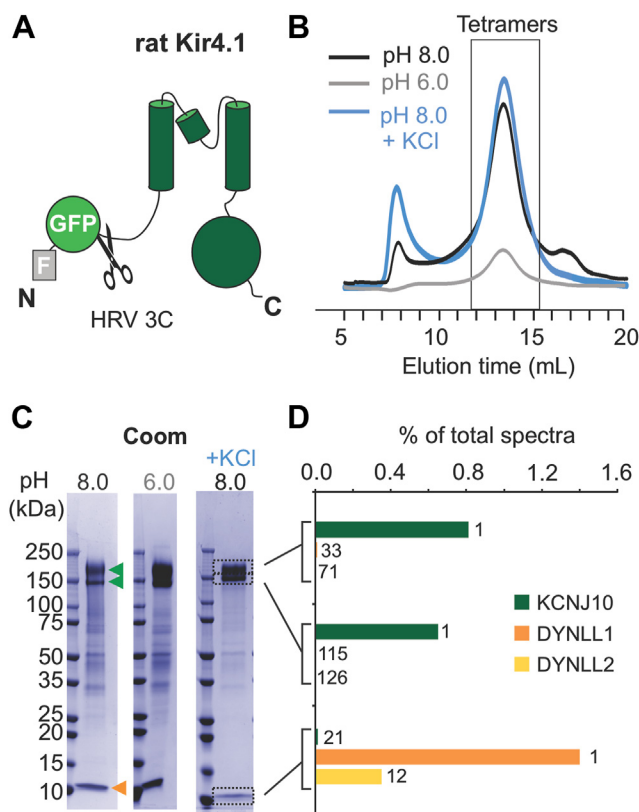 A
rat Kir4.1
GFP
F
N
HRV 3C
C
B
Tetramers
pH 8.0
pH 6.0
pH 8.0
+ KCl
5 10 15 20
Elution time (mL)
C
Coom
+KCl
pH 8.0 6.0 8.0
(kDa)
250
150
100
75
50
35
25
20
15
10
D
% of total spectra
0.0 0.4 0.8 1.2 1.6
1
33
71
1
115
126
KCNJ10
DYNLL1
DYNLL2
21
1
12